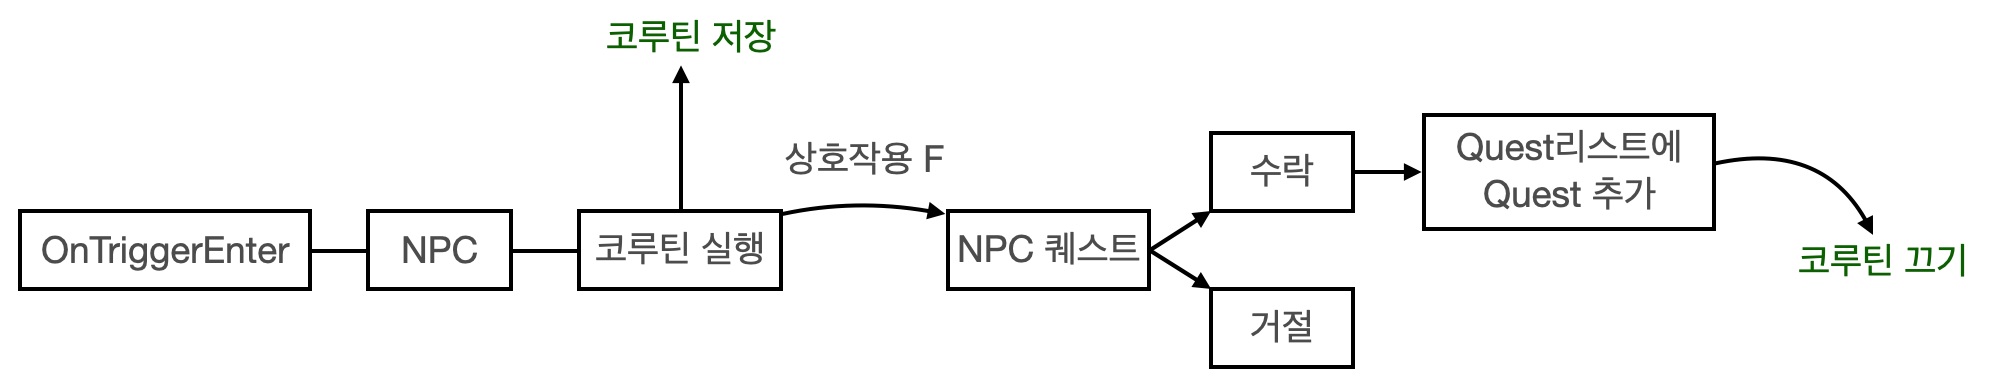 코루틴 저장
상호작용 F
OnTriggerEnter
NPC
코루틴 실행
NPC 퀘스트
수락
거절
Quest리스트에
Quest 추가
코루틴 끄기